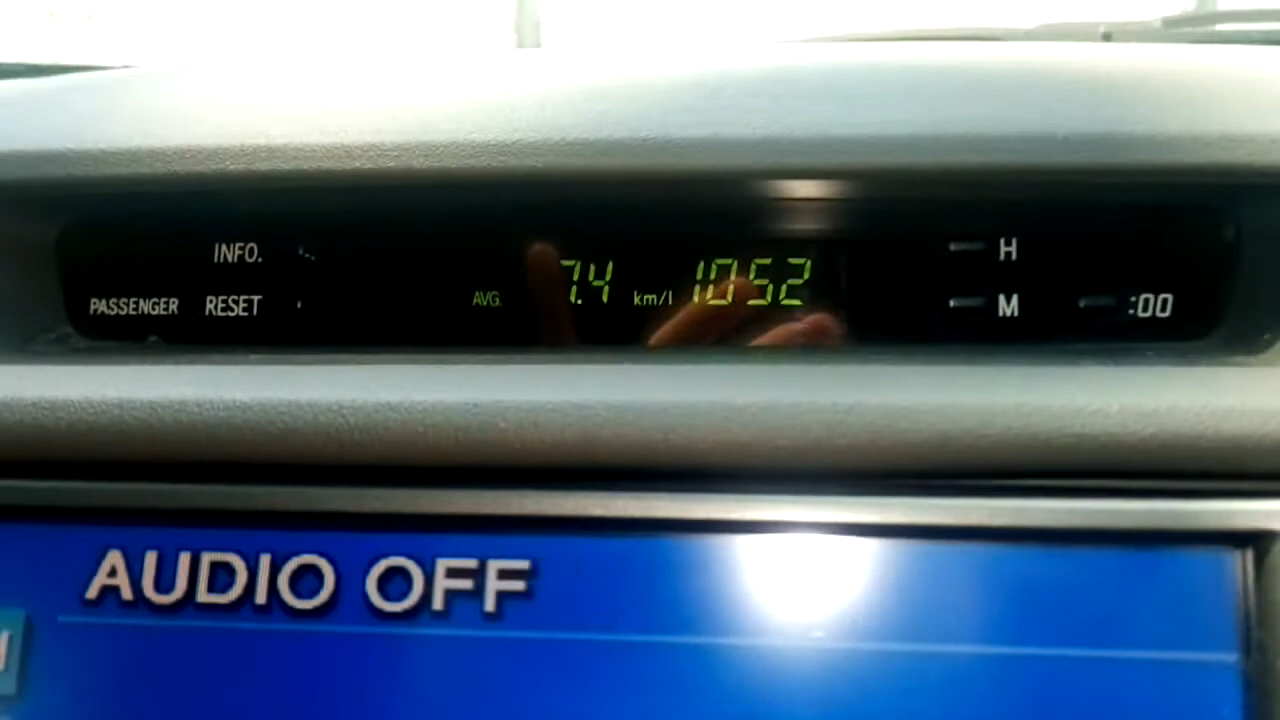 INFO.
PASSENGER RESET
AVG. 7.4 km/l 10 52
H
M :00
AUDIO OFF